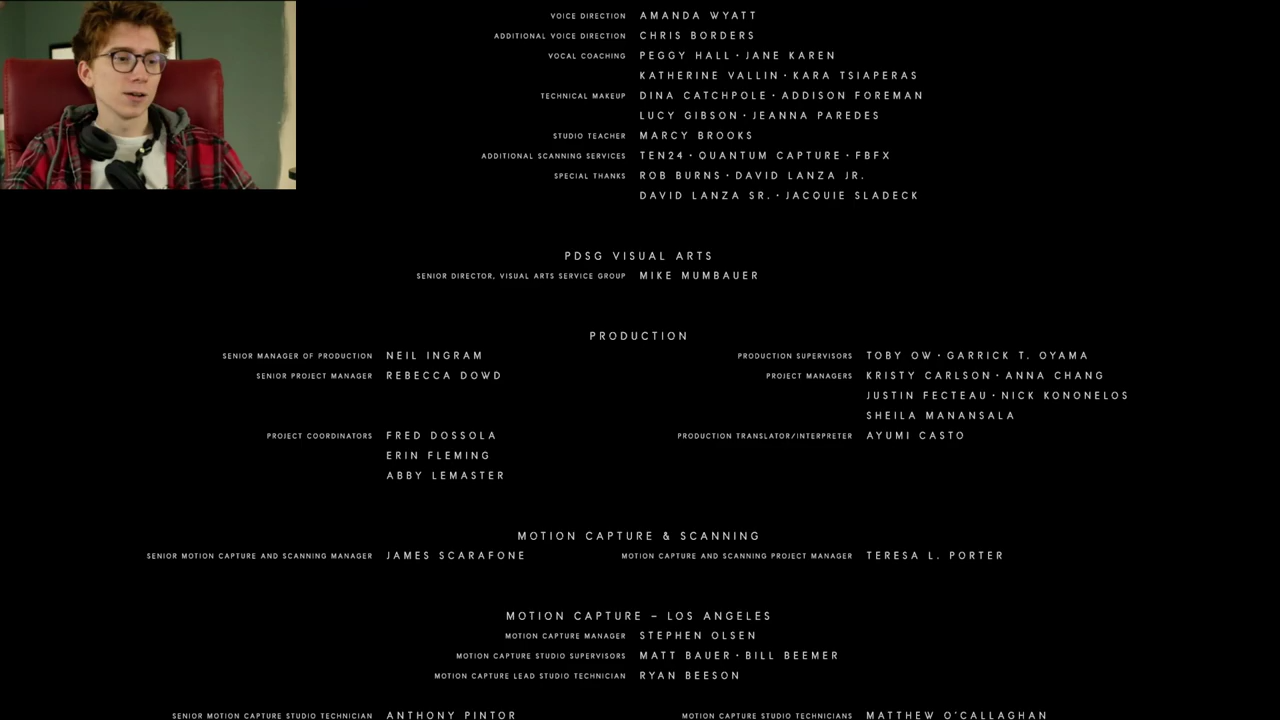 VOICE DIRECTION AMANDA WYATT
ADDITIONAL VOICE DIRECTION CHRIS BORDERS
VOCAL COACHING PEGGY HALL • JANE KAREN
KATHERINE VALLIN • KARA TSIAPERAS
TECHNICAL MAKEUP DINA CATCHPOLE • ADDISON FOREMAN
LUCY GIBSON • JEANNA PAREDES
STUDIO TEACHER MARCY BROOKS
ADDITIONAL SCANNING SERVICES TEN24 • QUANTUM CAPTURE • FBFX
SPECIAL THANKS ROB BURNS • DAVID LANZA JR.
DAVID LANZA SR. • JACQUIE SLADECK
PDSG VISUAL ARTS
SENIOR DIRECTOR, VISUAL ARTS SERVICE GROUP MIKE MUMBAUER
PRODUCTION
SENIOR MANAGER OF PRODUCTION NEIL INGRAM PRODUCTION SUPERVISORS TOBY OW • GARRICK T. OYAMA
SENIOR PROJECT MANAGER REBECCA DOWD PROJECT MANAGERS KRISTY CARLSON • ANNA CHANG
JUSTIN FECTEAU • NICK KONONELOS
SHEILA MANANSALA
PROJECT COORDINATORS FRED DOSSOLA PRODUCTION TRANSLATOR/INTERPRETER AYUMI CASTO
ERIN FLEMING
ABBY LEMASTER
MOTION CAPTURE & SCANNING
SENIOR MOTION CAPTURE AND SCANNING MANAGER JAMES SCARAFONE MOTION CAPTURE AND SCANNING PROJECT MANAGER TERESA L. PORTER
MOTION CAPTURE – LOS ANGELES
MOTION CAPTURE MANAGER STEPHEN OLSEN
MOTION CAPTURE STUDIO SUPERVISORS MATT BAUER • BILL BEEMER
MOTION CAPTURE LEAD STUDIO TECHNICIAN RYAN BEESON
SENIOR MOTION CAPTURE STUDIO TECHNICIAN ANTHONY PINTOR MOTION CAPTURE STUDIO TECHNICIANS MATTHEW O'CALLAGHAN